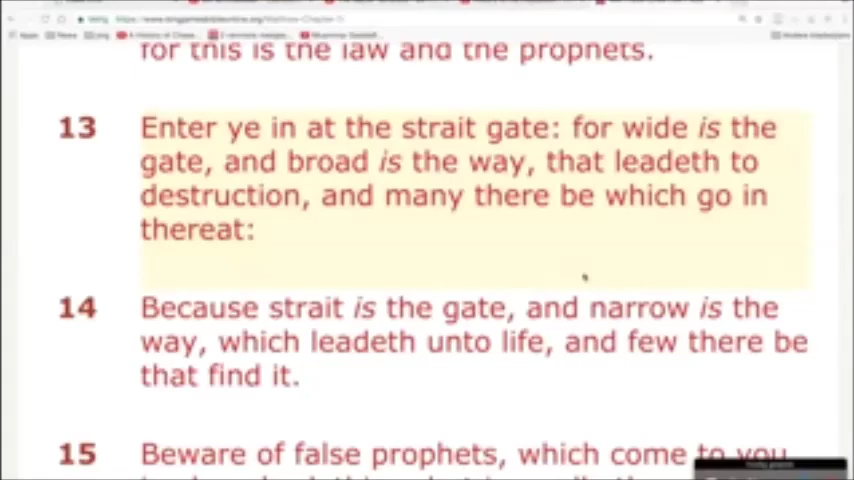 for this is the law and the prophets.
13 Enter ye in at the strait gate: for wide is the
gate, and broad is the way, that leadeth to
destruction, and many there be which go in
thereat:
14 Because strait is the gate, and narrow is the
way, which leadeth unto life, and few there be
that find it.
15 Beware of false prophets, which come to you